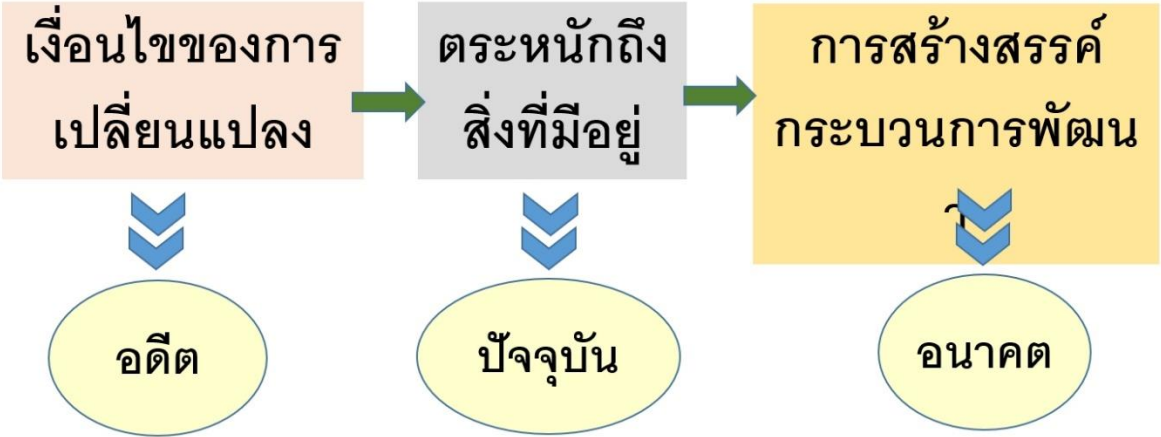 เงื่อนไขของการ
เปลี่ยนแปลง
ตระหนักถึง
สิ่งที่มีอยู่
การสร้างสรรค์
กระบวนการพัฒน
า
อดีต
ปัจจุบัน
อนาคต